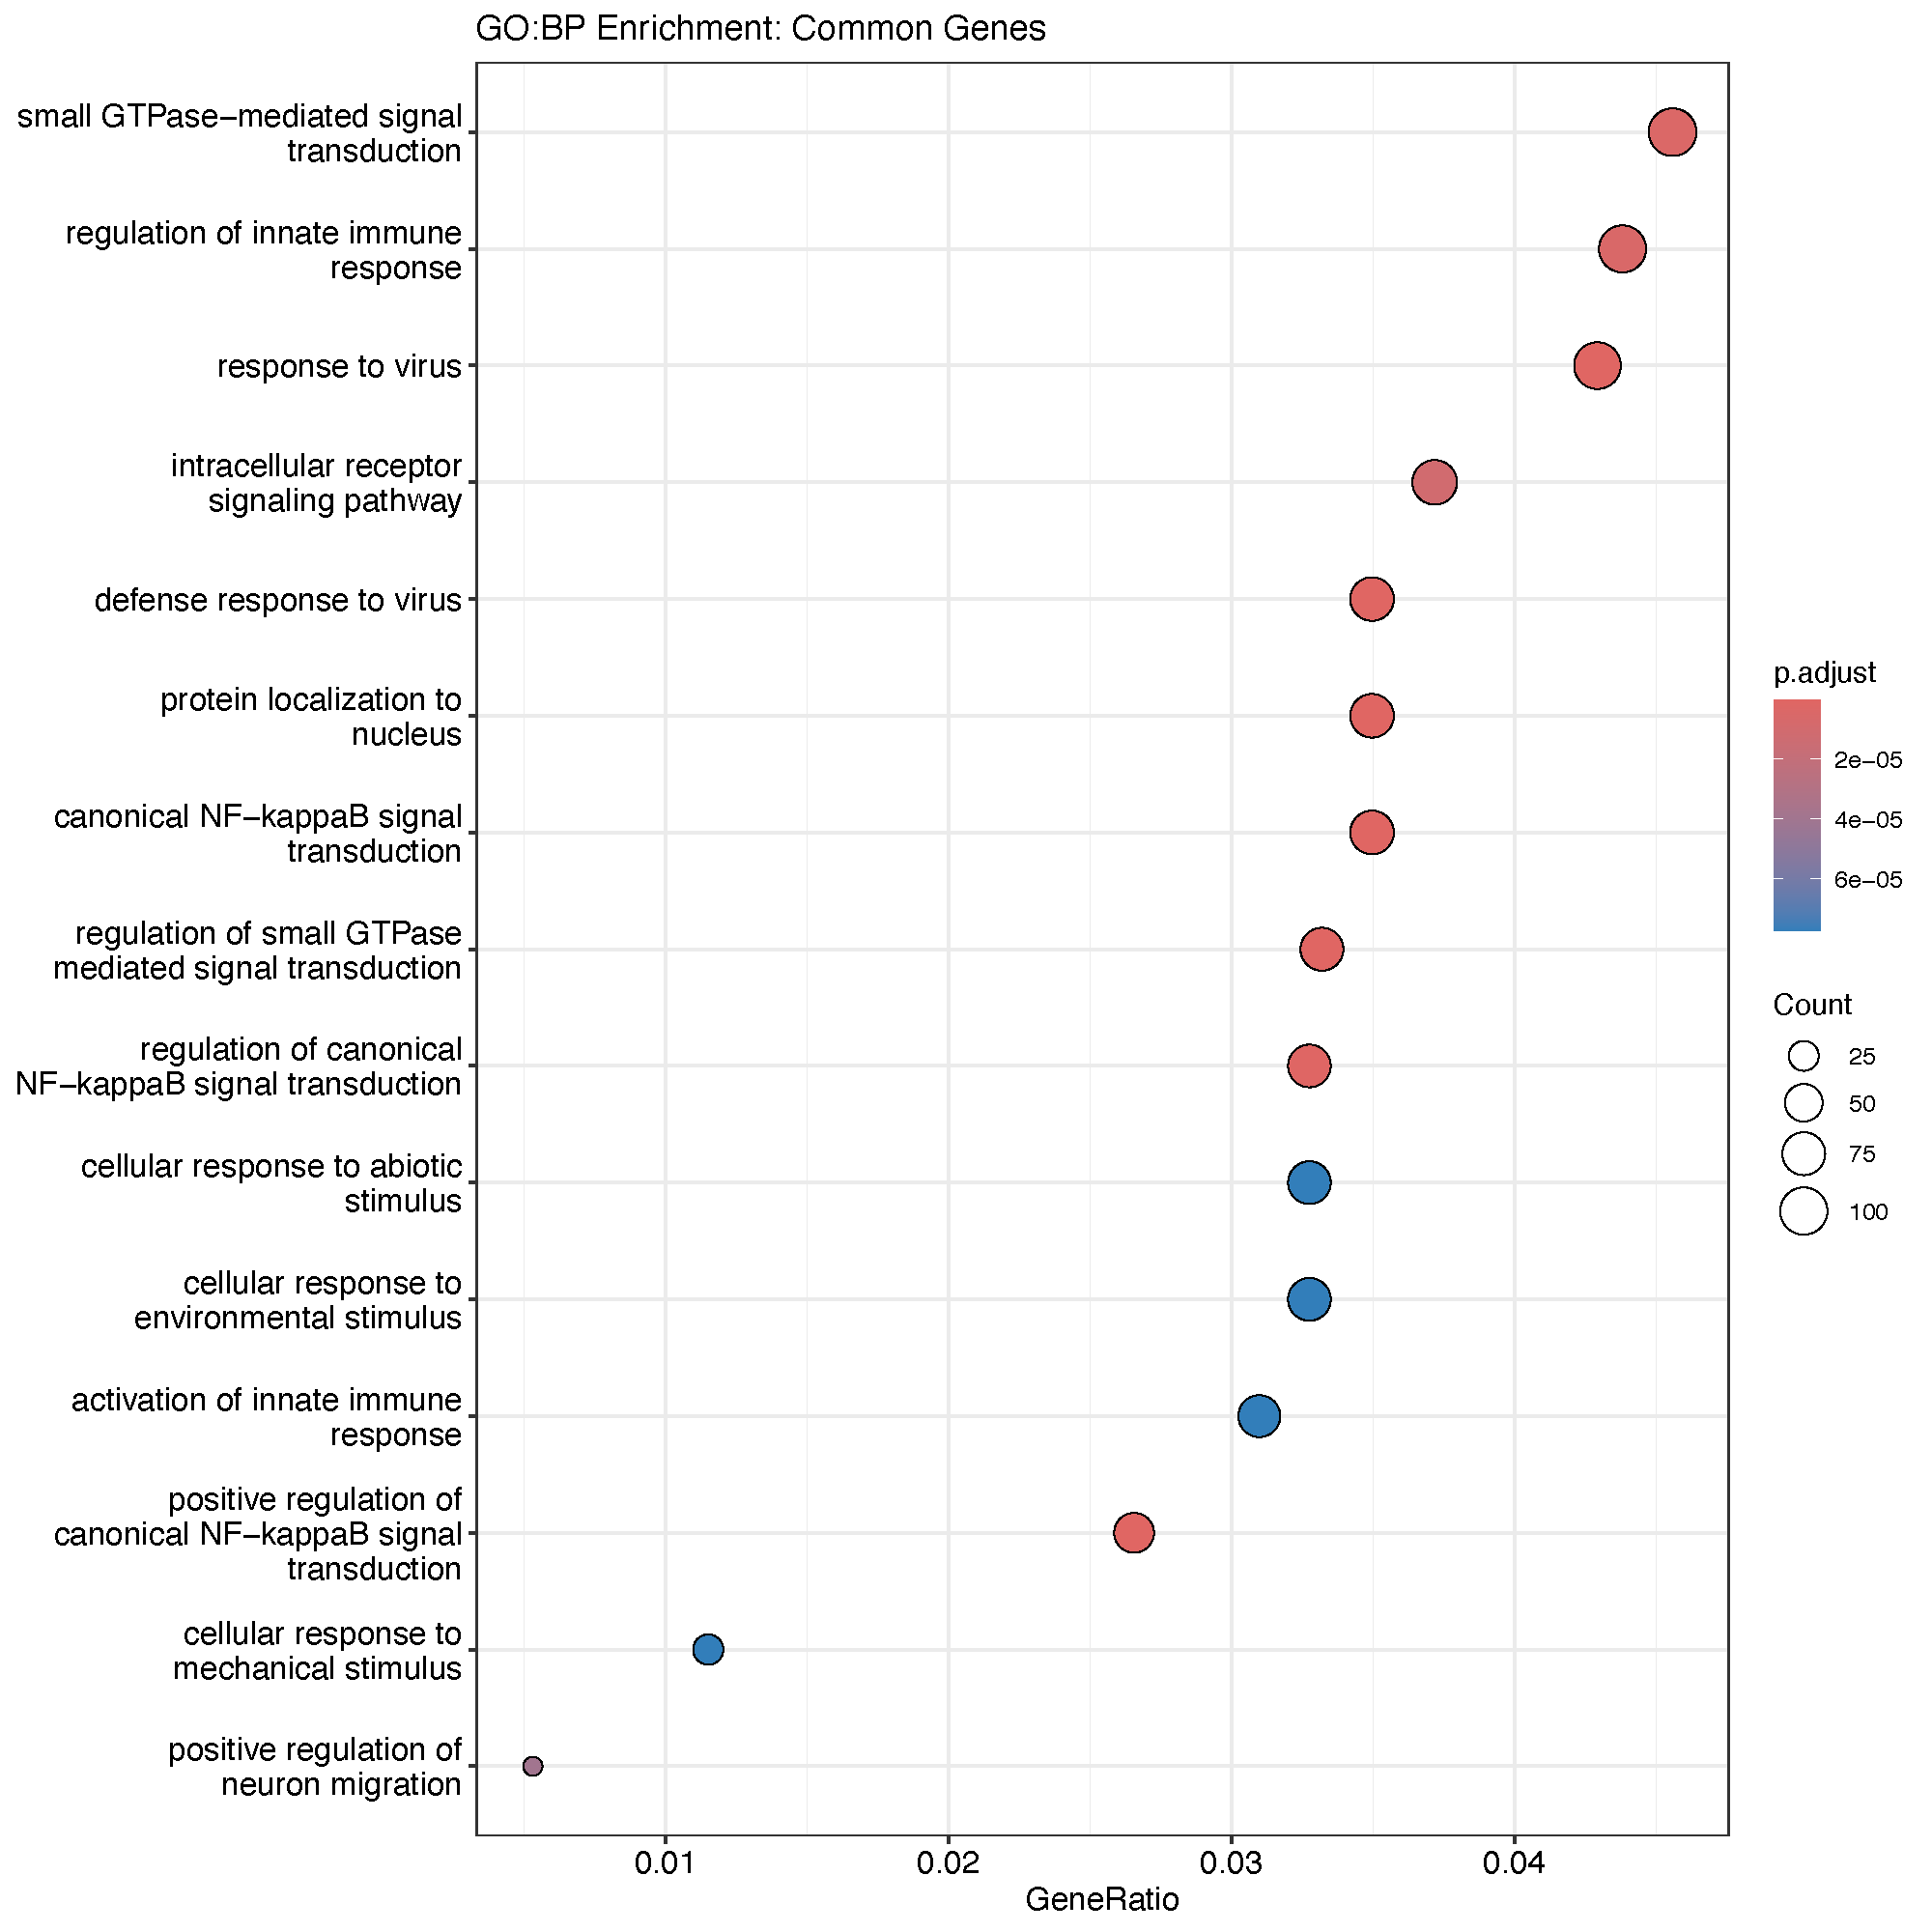 GO:BP Enrichment: Common Genes
small GTPase−mediated signal
transduction
regulation of innate immune
response
response to virus
intracellular receptor
signaling pathway
defense response to virus
protein localization to
nucleus
canonical NF−kappaB signal
transduction
regulation of small GTPase
mediated signal transduction
regulation of canonical
NF−kappaB signal transduction
cellular response to abiotic
stimulus
cellular response to
environmental stimulus
activation of innate immune
response
positive regulation of
canonical NF−kappaB signal
transduction
cellular response to
mechanical stimulus
positive regulation of
neuron migration
0.01
0.02
0.03
0.04
GeneRatio
p.adjust
2e−05
4e−05
6e−05
Count
25
50
75
100